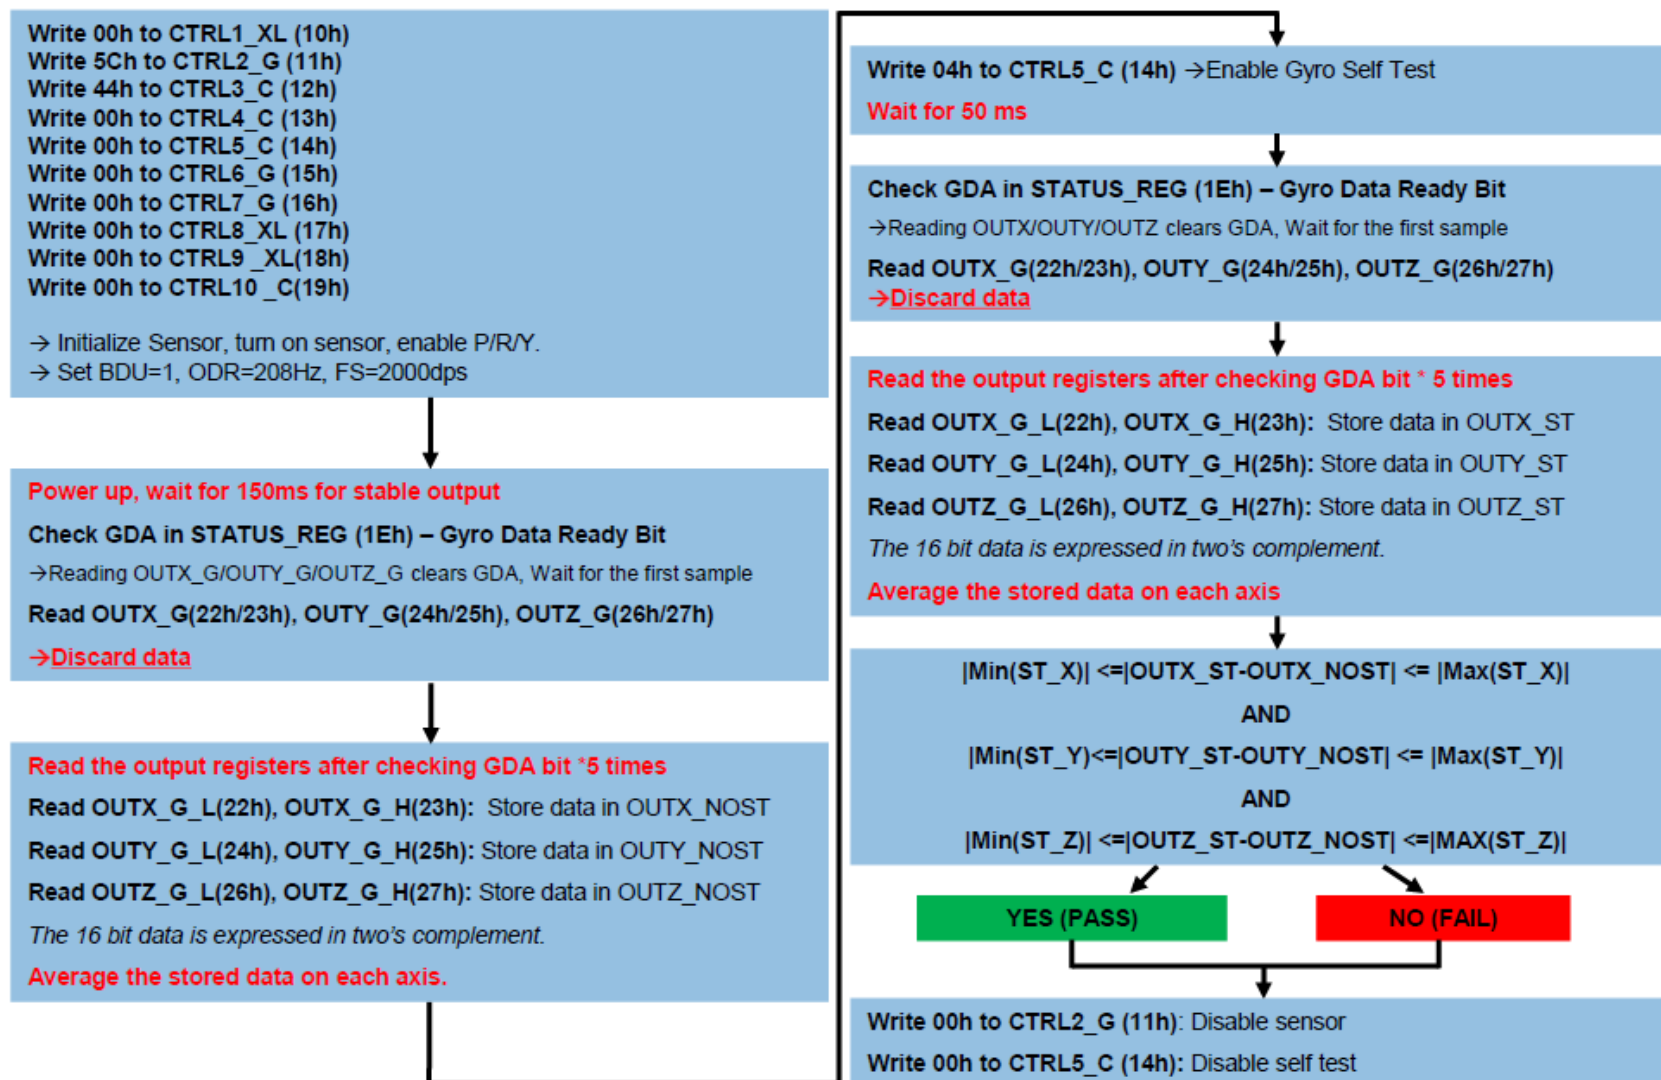 Write 00h to CTRL1_XL (10h)
Write 5Ch to CTRL2_G (11h)
Write 44h to CTRL3_C (12h)
Write 00h to CTRL4_C (13h)
Write 00h to CTRL5_C (14h)
Write 00h to CTRL6_G (15h)
Write 00h to CTRL7_G (16h)
Write 00h to CTRL8_XL (17h)
Write 00h to CTRL9 _XL(18h)
Write 00h to CTRL10 _C(19h)
→ Initialize Sensor, turn on sensor, enable P/R/Y.
→ Set BDU=1, ODR=208Hz, FS=2000dps
Power up, wait for 150ms for stable output
Check GDA in STATUS_REG (1Eh) – Gyro Data Ready Bit
→Reading OUTX_G/OUTY_G/OUTZ_G clears GDA, Wait for the first sample
Read OUTX_G(22h/23h), OUTY_G(24h/25h), OUTZ_G(26h/27h)
→Discard data
Read the output registers after checking GDA bit *5 times
Read OUTX_G_L(22h), OUTX_G_H(23h): Store data in OUTX_NOST
Read OUTY_G_L(24h), OUTY_G_H(25h): Store data in OUTY_NOST
Read OUTZ_G_L(26h), OUTZ_G_H(27h): Store data in OUTZ_NOST
The 16 bit data is expressed in two's complement.
Average the stored data on each axis.
Write 04h to CTRL5_C (14h) →Enable Gyro Self Test
Wait for 50 ms
Check GDA in STATUS_REG (1Eh) – Gyro Data Ready Bit
→Reading OUTX/OUTY/OUTZ clears GDA, Wait for the first sample
Read OUTX_G(22h/23h), OUTY_G(24h/25h), OUTZ_G(26h/27h)
→Discard data
Read the output registers after checking GDA bit * 5 times
Read OUTX_G_L(22h), OUTX_G_H(23h): Store data in OUTX_ST
Read OUTY_G_L(24h), OUTY_G_H(25h): Store data in OUTY_ST
Read OUTZ_G_L(26h), OUTZ_G_H(27h): Store data in OUTZ_ST
The 16 bit data is expressed in two's complement.
Average the stored data on each axis
|Min(ST_X)| <=|OUTX_ST-OUTX_NOST| <= |Max(ST_X)|
AND
|Min(ST_Y)<=|OUTY_ST-OUTY_NOST| <= |Max(ST_Y)|
AND
|Min(ST_Z)| <=|OUTZ_ST-OUTZ_NOST| <=|MAX(ST_Z)|
YES (PASS)
NO (FAIL)
Write 00h to CTRL2_G (11h): Disable sensor
Write 00h to CTRL5_C (14h): Disable self test